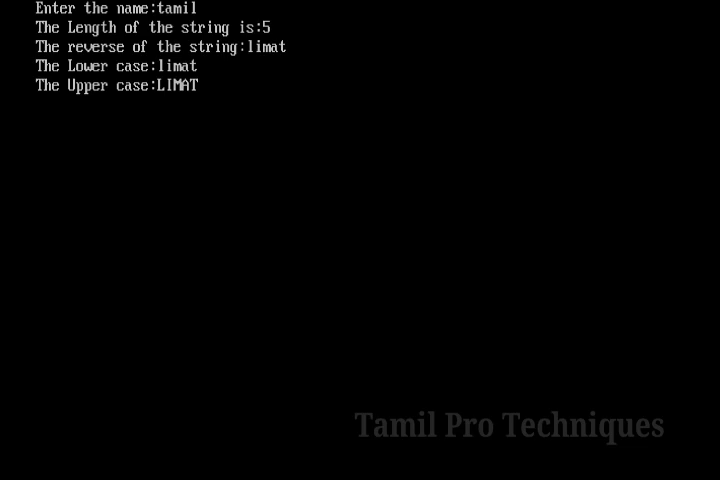 Enter the name:tamil
The Length of the string is:5
The reverse of the string:limat
The Lower case:limat
The Upper case:LIMAT
Tamil Pro Techniques